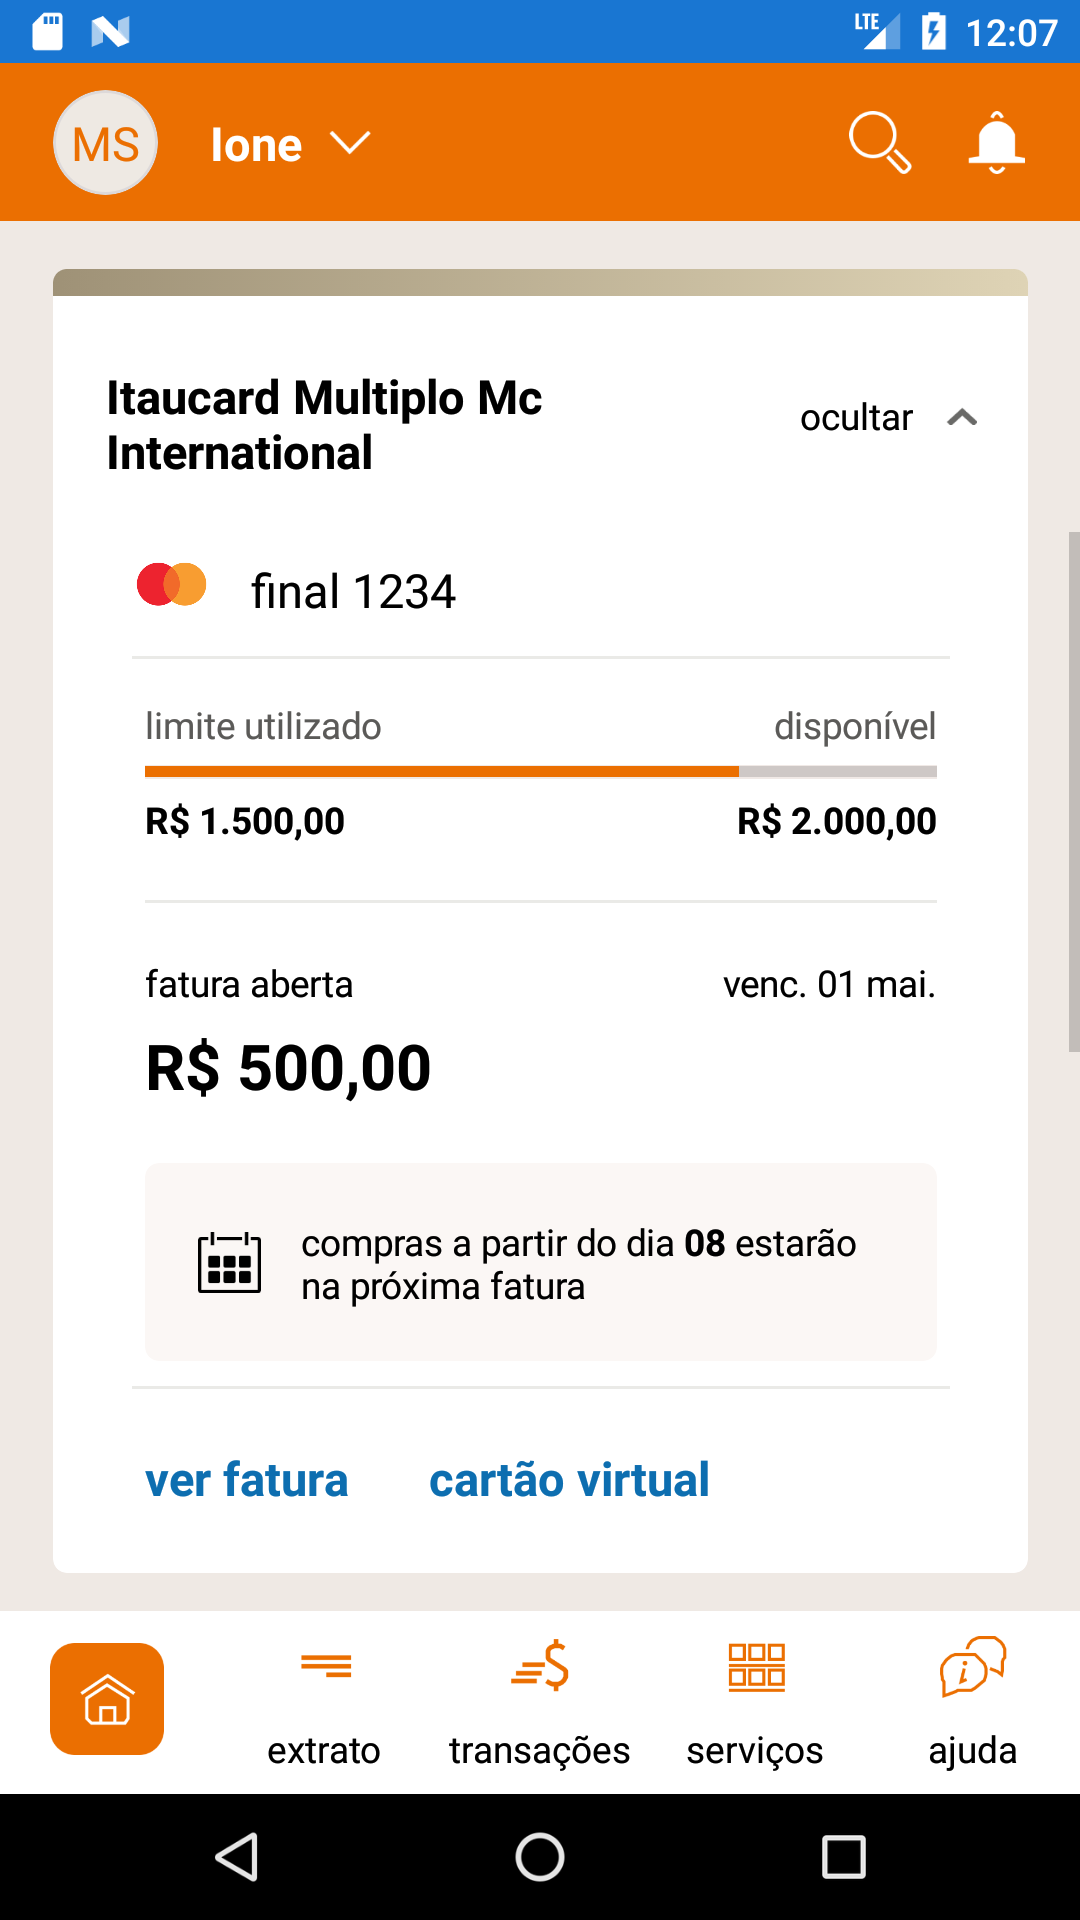 LTE 12:07
MS Ione
Itaucard Multiplo Mc
International
ocultar
final 1234
limite utilizado disponível
R$ 1.500,00 R$ 2.000,00
fatura aberta venc. 01 mai.
R$ 500,00
compras a partir do dia 08 estarão
na próxima fatura
ver fatura cartão virtual
extrato transações serviços ajuda